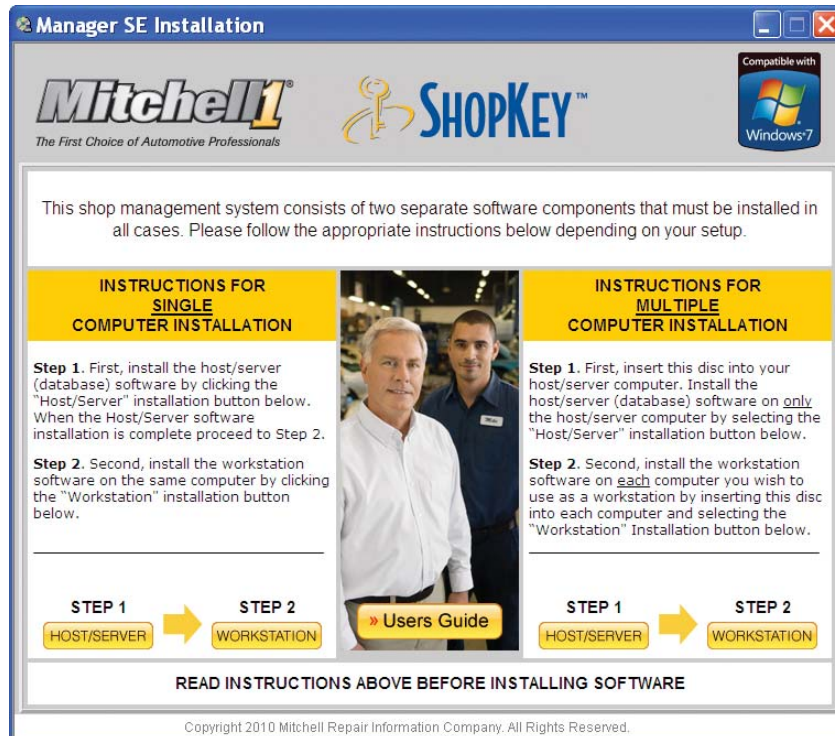 Manager SE Installation
Mitchell1®
The First Choice of Automotive Professionals
SHOPKEY™
Compatible with
Windows®7
This shop management system consists of two separate software components that must be installed in
all cases. Please follow the appropriate instructions below depending on your setup.
INSTRUCTIONS FOR
SINGLE
COMPUTER INSTALLATION
Step 1. First, install the host/server
(database) software by clicking the
"Host/Server" installation button below.
When the Host/Server software
installation is complete proceed to Step 2.
Step 2. Second, install the workstation
software on the same computer by clicking
the "Workstation" installation button
below.
STEP 1
STEP 2
HOST/SERVER
WORKSTATION
» Users Guide
INSTRUCTIONS FOR
MULTIPLE
COMPUTER INSTALLATION
Step 1. First, insert this disc into your
host/server computer. Install the
host/server (database) software on only
the host/server computer by selecting the
"Host/Server" installation button below.
Step 2. Second, install the workstation
software on each computer you wish to
use as a workstation by inserting this disc
into each computer and selecting the
"Workstation" Installation button below.
STEP 1
STEP 2
HOST/SERVER
WORKSTATION
READ INSTRUCTIONS ABOVE BEFORE INSTALLING SOFTWARE
Copyright 2010 Mitchell Repair Information Company. All Rights Reserved.